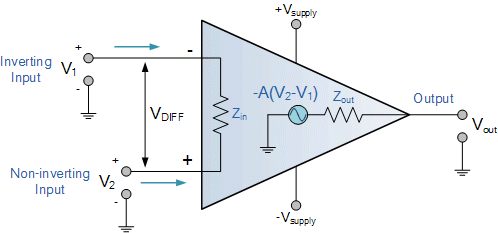 +Vsupply
Inverting
Input
+
V1
-
-
-A(V2-V1)
Zout
Output
VDIFF
Zin
Vout
Non-inverting
Input
+
V2
-
+
-Vsupply